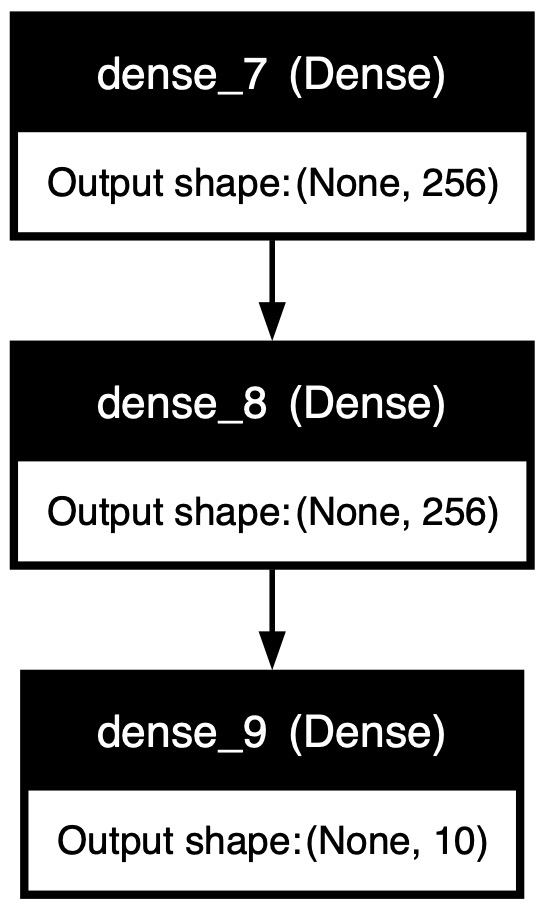 dense_7 (Dense)
Output shape: (None, 256)
dense_8 (Dense)
Output shape: (None, 256)
dense_9 (Dense)
Output shape: (None, 10)